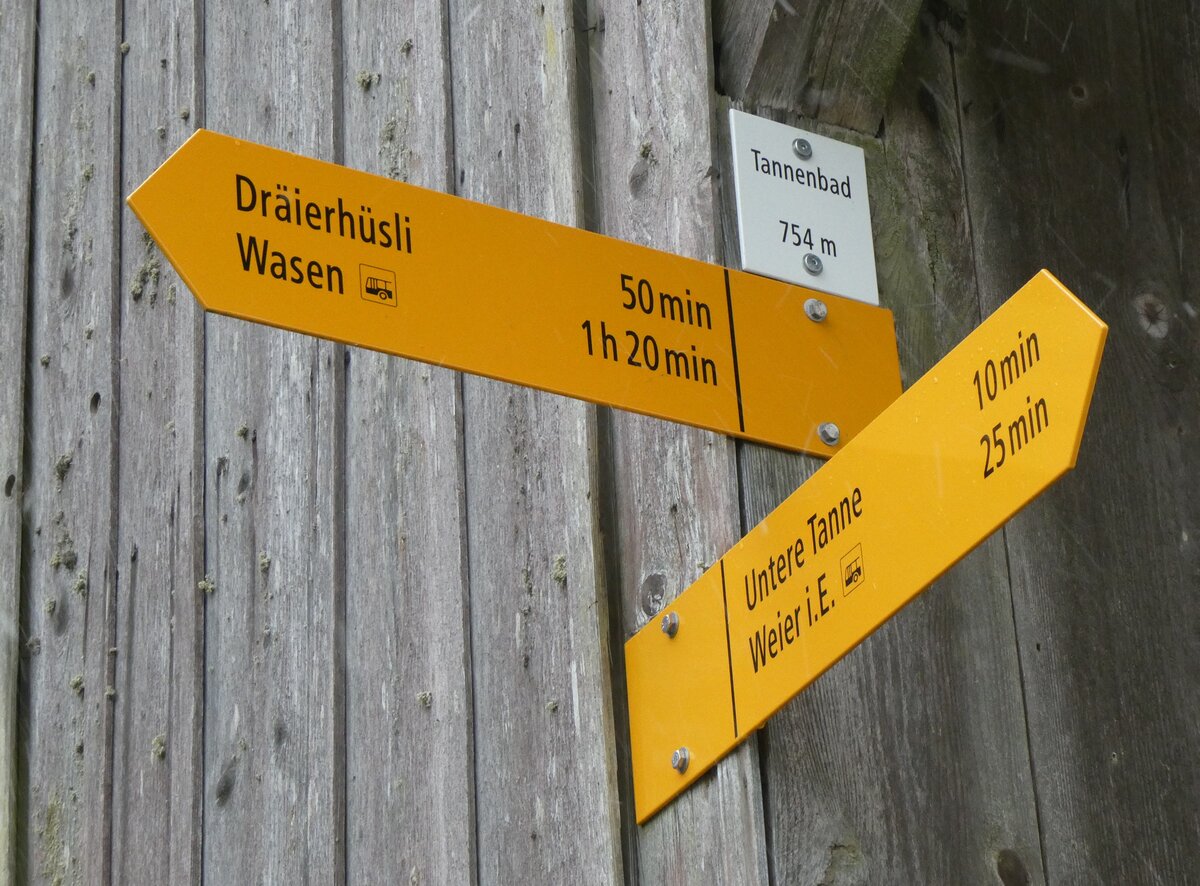 Tannenbad
754 m
Dräierhüsli 50 min
Wasen 1 h 20 min
Untere Tanne 10 min
Weier i.E. 25 min